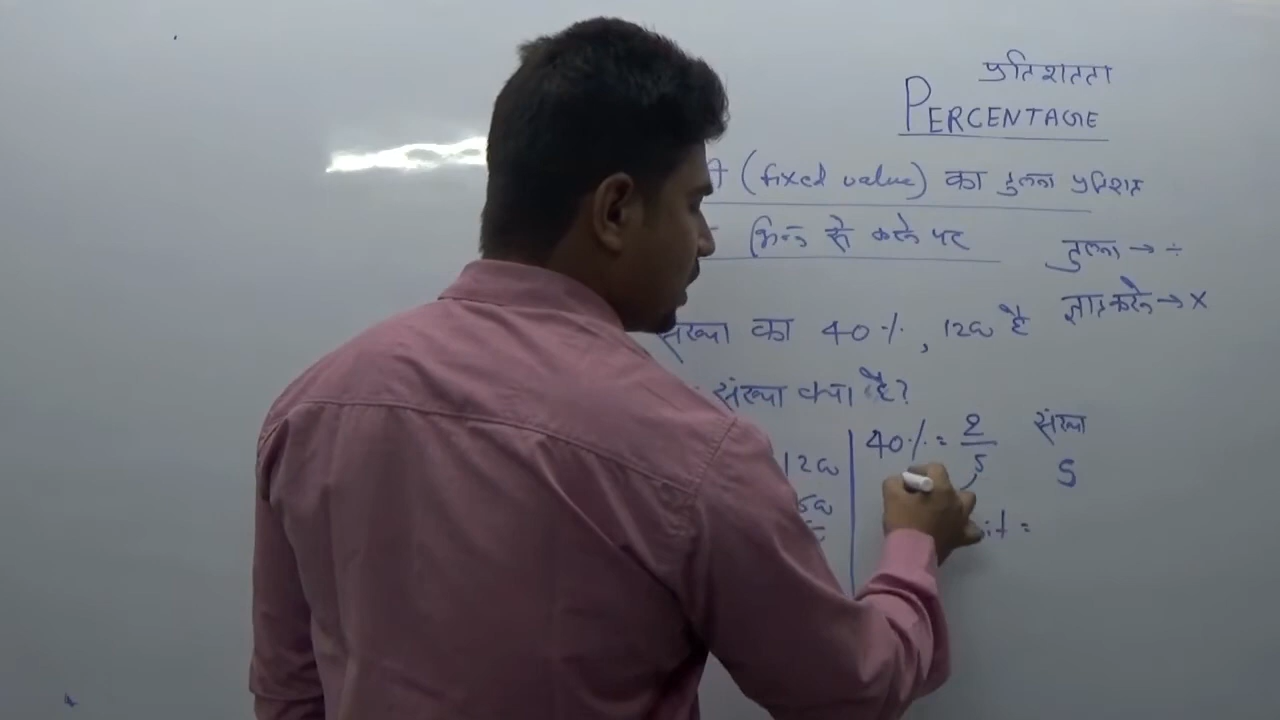 प्रतिशतता
PERCENTAGE
(fixed value) का तुलना प्रतिशत
भिन्न से करने पर
तुलना → ÷
ज्ञात करने → ×
संख्या का 40%, 120 है
संख्या क्या है?
120
40% = 2/5
संख्या
5
it =